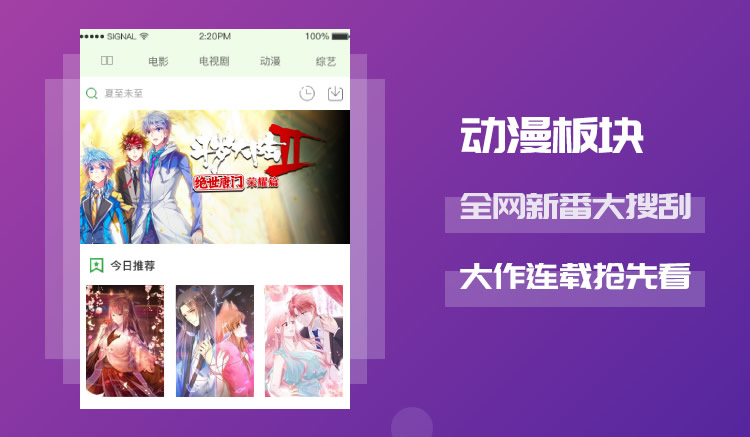 SIGNAL 2:20PM 100%
电影 电视剧 动漫 综艺
夏至未至
斗罗大陆II
绝世唐门 荣耀篇
今日推荐
动漫板块
全网新番大搜刮
大作连载抢先看